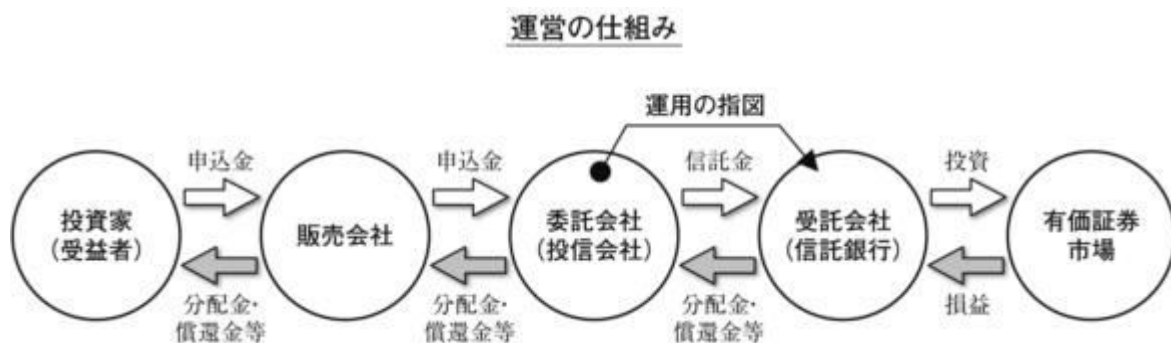 運営の仕組み
運用の指図
申込金
申込金
信託金
投資
投資家
(受益者)
販売会社
委託会社
(投信会社)
受託会社
(信託銀行)
有価証券
市場
分配金・
償還金等
分配金・
償還金等
分配金・
償還金等
損益